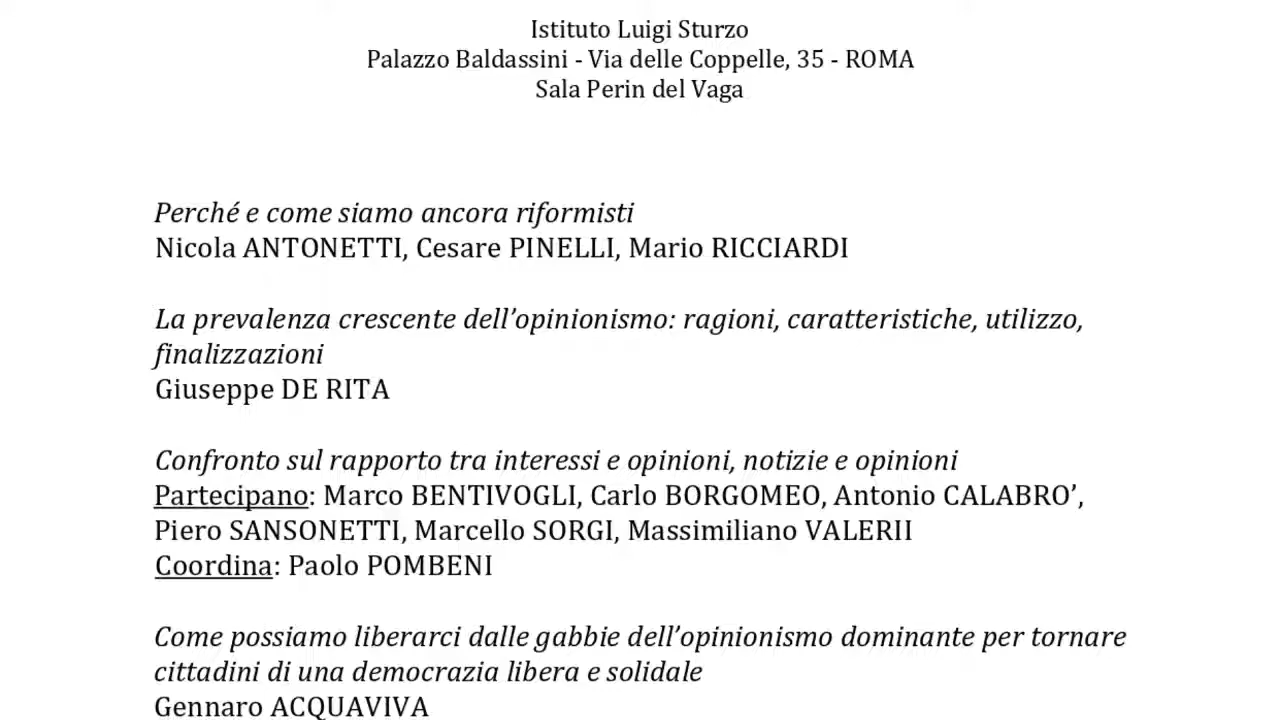 Istituto Luigi Sturzo
Palazzo Baldassini - Via delle Coppelle, 35 - ROMA
Sala Perin del Vaga
Perché e come siamo ancora riformisti
Nicola ANTONETTI, Cesare PINELLI, Mario RICCIARDI
La prevalenza crescente dell’opinionismo: ragioni, caratteristiche, utilizzo,
finalizzazioni
Giuseppe DE RITA
Confronto sul rapporto tra interessi e opinioni, notizie e opinioni
Partecipano: Marco BENTIVOGLI, Carlo BORGOMEO, Antonio CALABRO’,
Piero SANSONETTI, Marcello SORGI, Massimiliano VALERII
Coordina: Paolo POMBENI
Come possiamo liberarci dalle gabbie dell’opinionismo dominante per tornare
cittadini di una democrazia libera e solidale
Gennaro ACQUAVIVA